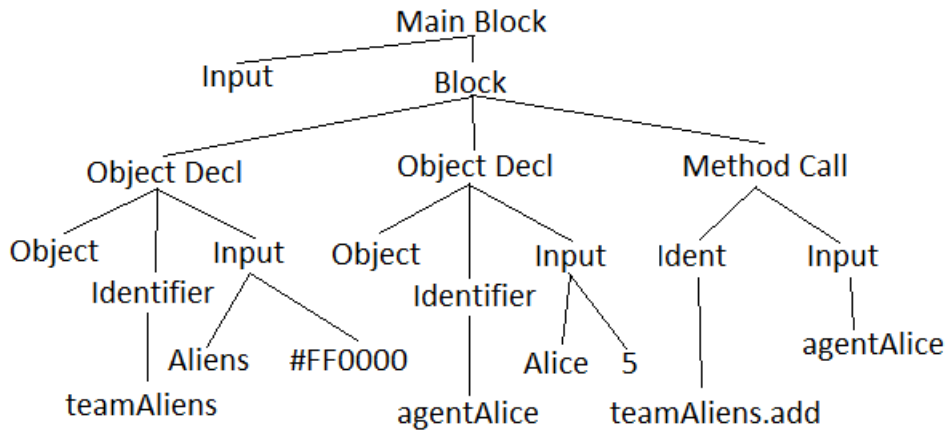 Main Block
Input
Block
Object Decl
Object Decl
Method Call
Object
Input
Object
Input
Ident
Input
Identifier
Identifier
Aliens
#FF0000
Alice
5
agentAlice
teamAliens
agentAlice
teamAliens.add